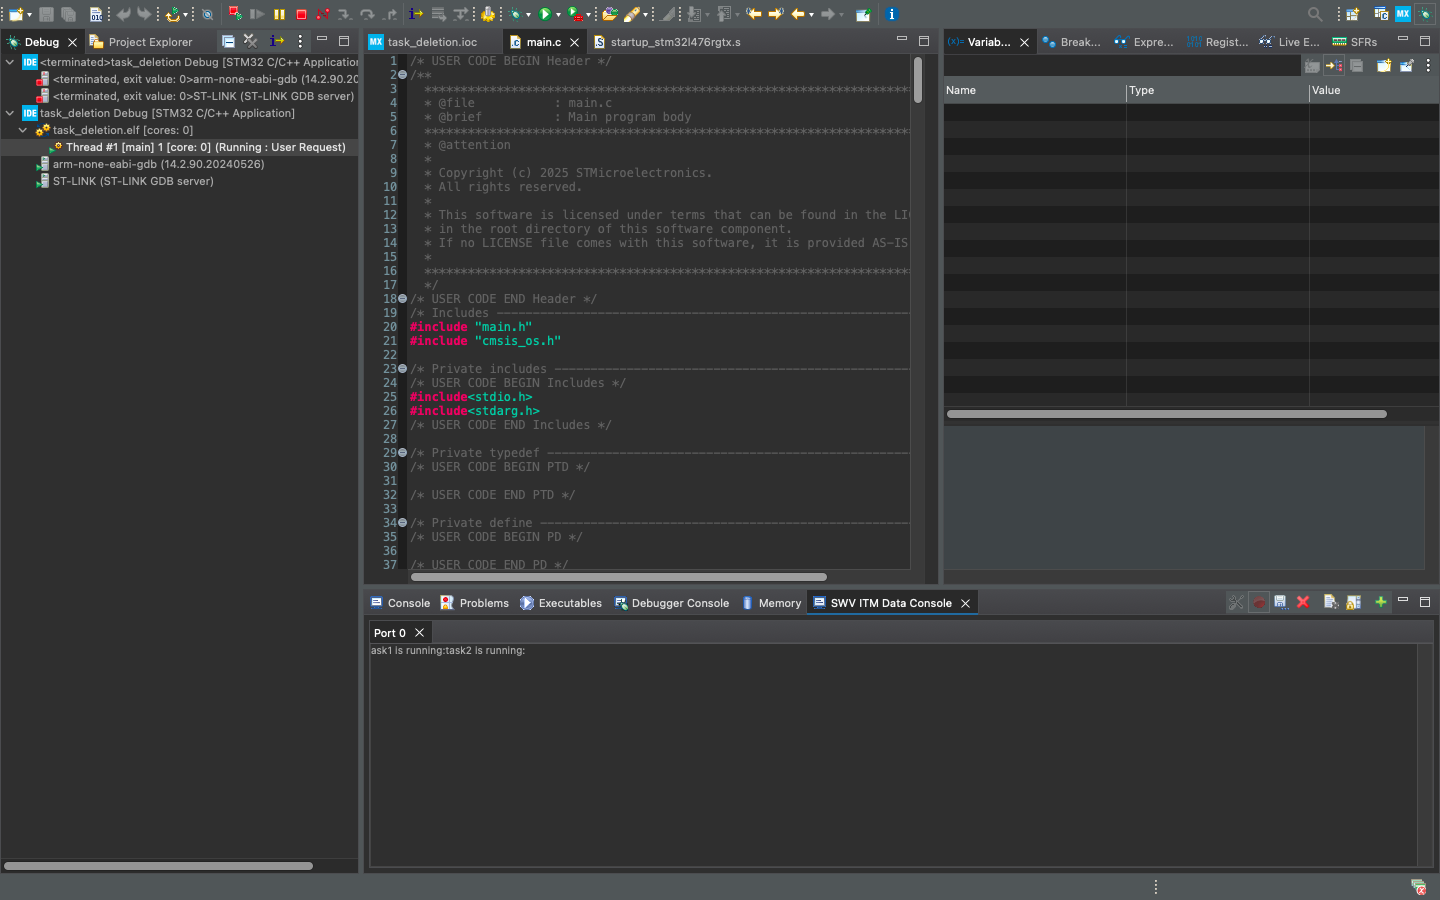 Debug
Project Explorer
<terminated>task_deletion Debug [STM32 C/C++ Application
<terminated, exit value: 0>arm-none-eabi-gdb (14.2.90.20
<terminated, exit value: 0>ST-LINK (ST-LINK GDB server)
IDE task_deletion Debug [STM32 C/C++ Application]
task_deletion.elf [cores: 0]
Thread #1 [main] 1 [core: 0] (Running : User Request)
arm-none-eabi-gdb (14.2.90.20240526)
ST-LINK (ST-LINK GDB server)
MX task_deletion.ioc
main.c
startup_stm32l476rgtx.s
1 /* USER CODE BEGIN Header */
2 /**
3 ******************************************************************************
4 * @file : main.c
5 * @brief : Main program body
6 ******************************************************************************
7 * @attention
8 *
9 * Copyright (c) 2025 STMicroelectronics.
10 * All rights reserved.
11 *
12 * This software is licensed under terms that can be found in the LI
13 * in the root directory of this software component.
14 * If no LICENSE file comes with this software, it is provided AS-IS
15 *
16 ******************************************************************************
17 */
18 /* USER CODE END Header */
19 /* Includes ------------------------------------------------------------------
20 #include "main.h"
21 #include "cmsis_os.h"
22
23 /* Private includes ----------------------------------------------------------
24 /* USER CODE BEGIN Includes */
25 #include<stdio.h>
26 #include<stdarg.h>
27 /* USER CODE END Includes */
28
29 /* Private typedef -----------------------------------------------------------
30 /* USER CODE BEGIN PTD */
31
32 /* USER CODE END PTD */
33
34 /* Private define ------------------------------------------------------------
35 /* USER CODE BEGIN PD */
36
37 /* USER CODE END PD */
(x)= Variab...
Break...
Expre...
Regist...
Live E...
SFRs
Name Type Value
Console
Problems
Executables
Debugger Console
Memory
SWV ITM Data Console
Port 0
ask1 is running:task2 is running: